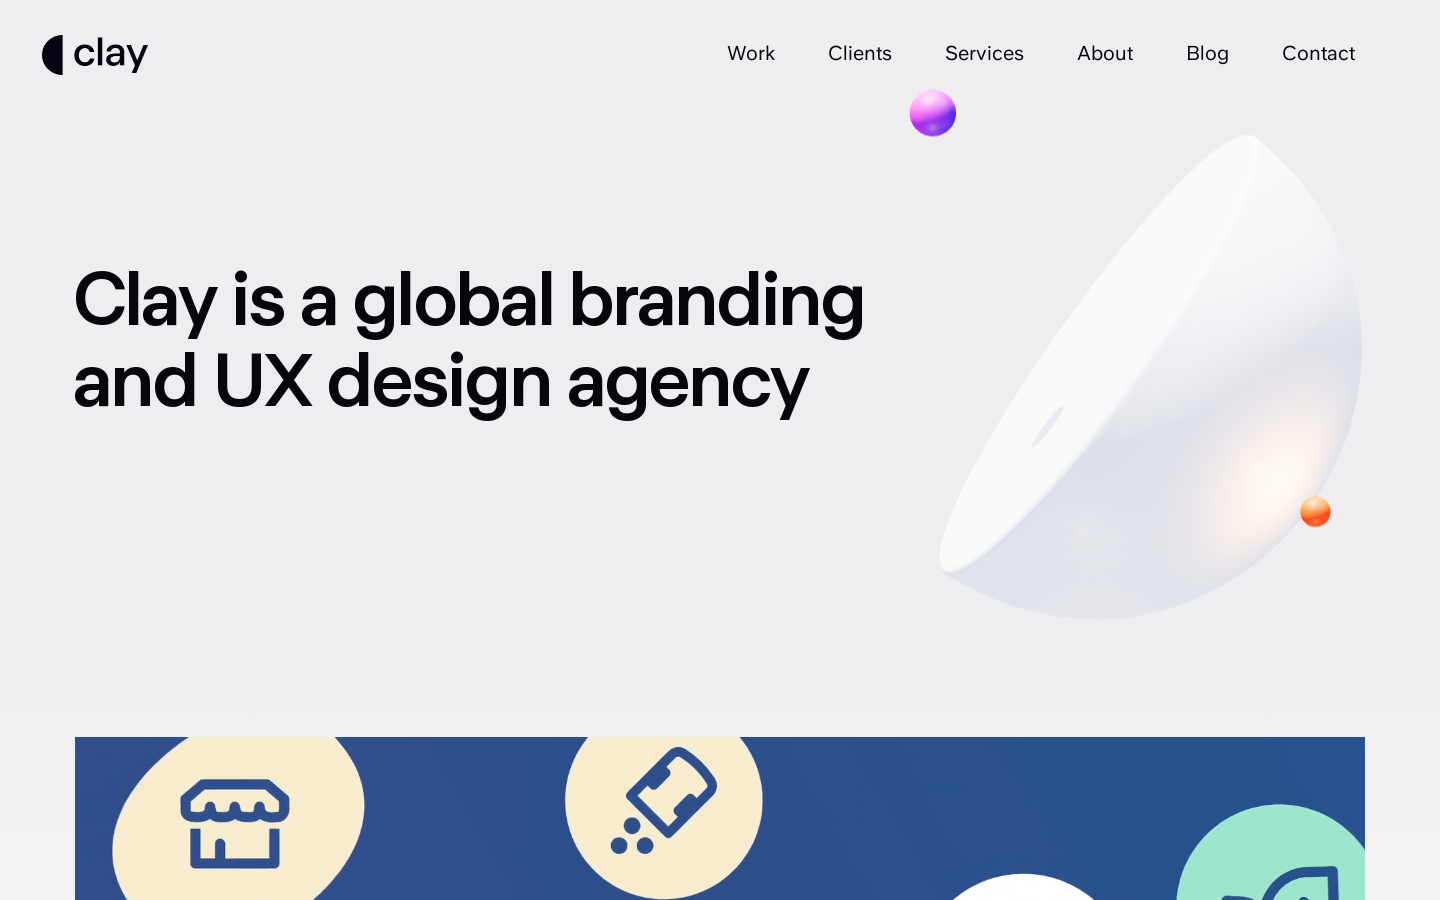 clay
Work Clients Services About Blog Contact
Clay is a global branding
and UX design agency